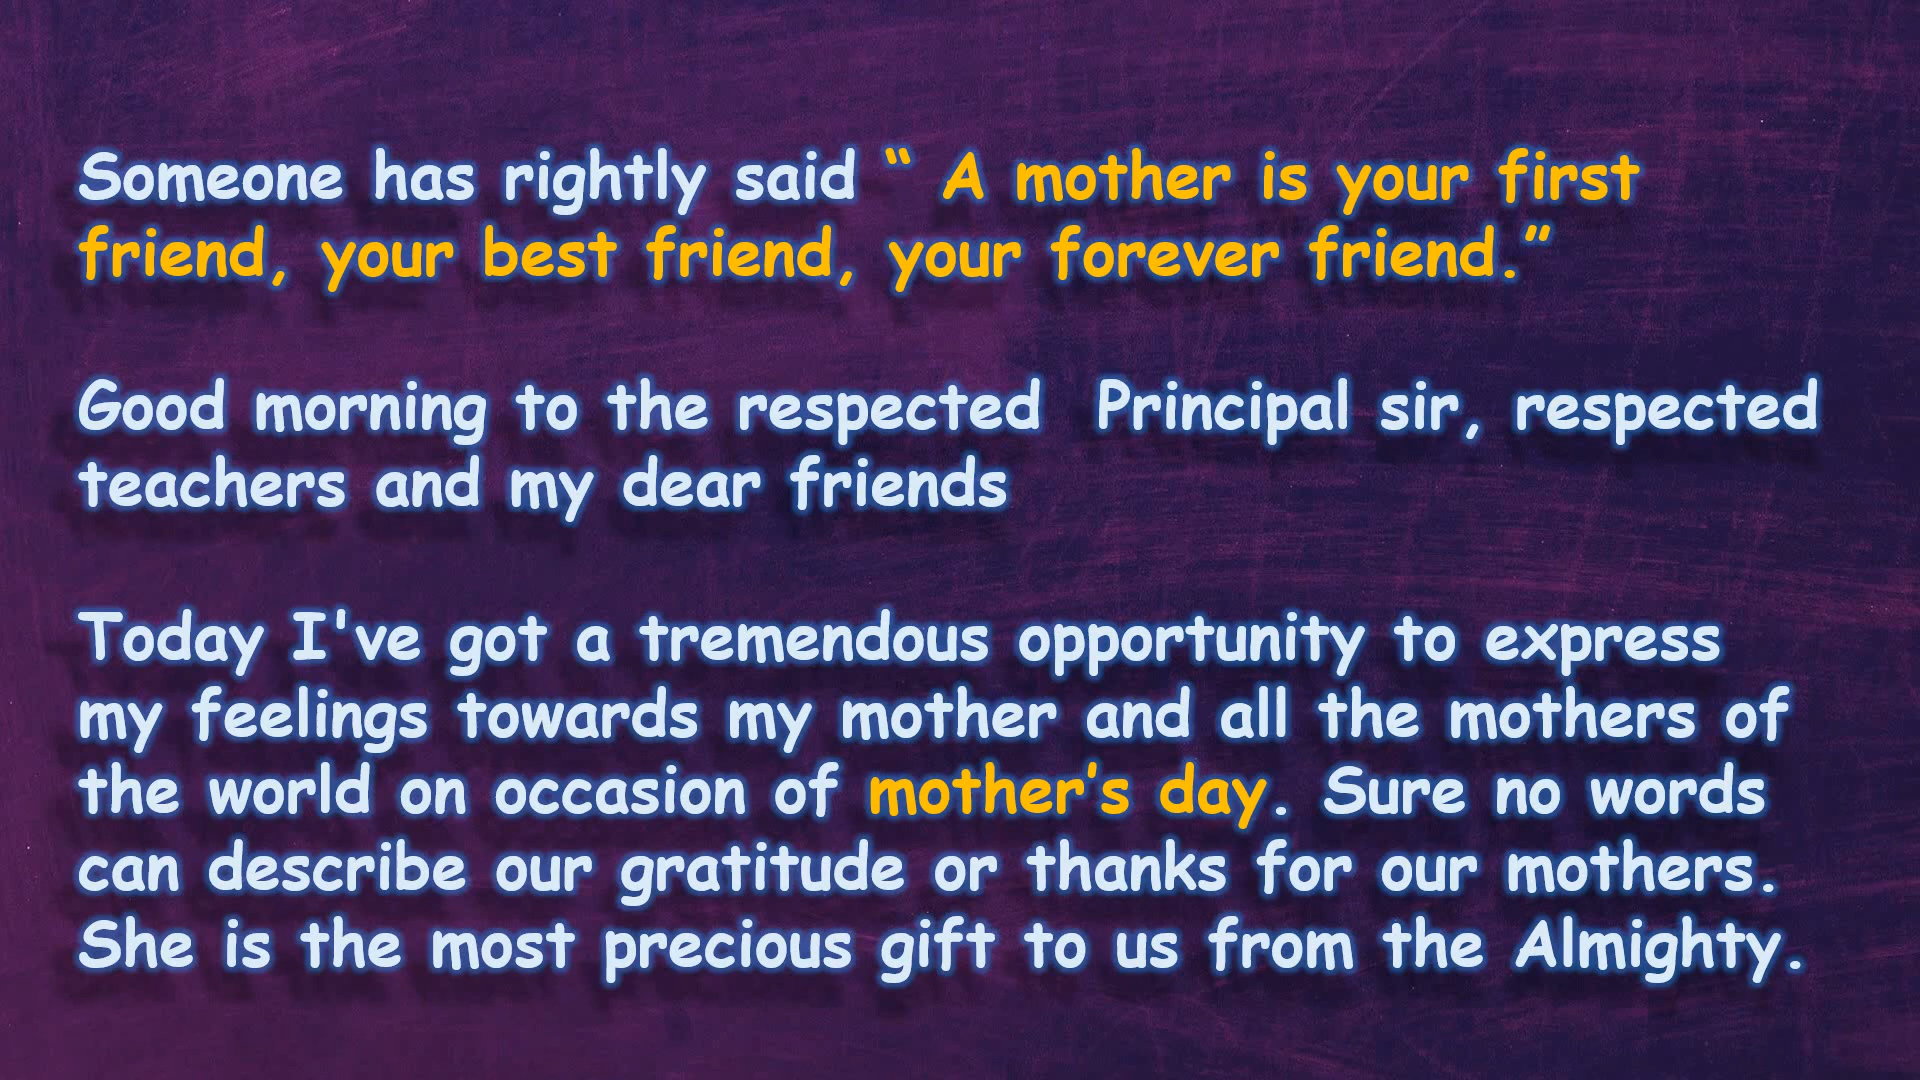 Someone has rightly said “ A mother is your first
friend, your best friend, your forever friend.”
Good morning to the respected  Principal sir, respected
teachers and my dear friends
Today I've got a tremendous opportunity to express
my feelings towards my mother and all the mothers of
the world on occasion of mother’s day. Sure no words
can describe our gratitude or thanks for our mothers.
She is the most precious gift to us from the Almighty.